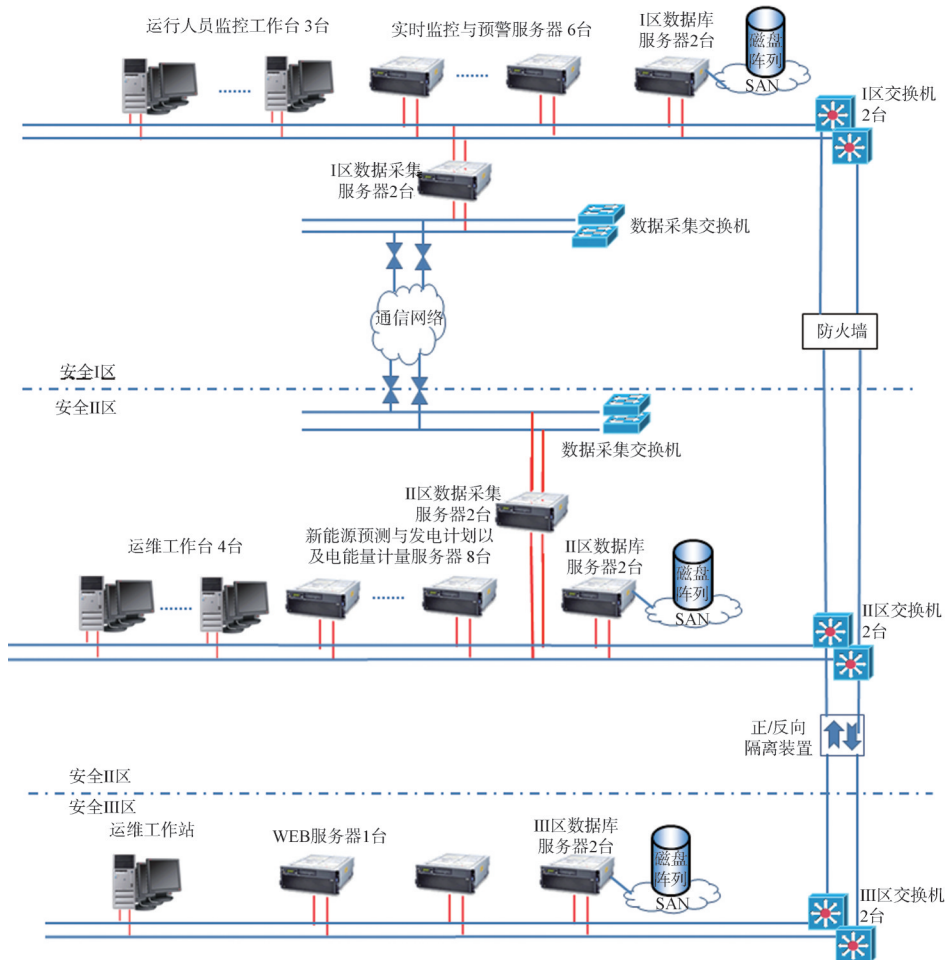 运行人员监控工作台 3台
实时监控与预警服务器 6台
I区数据库
服务器2台
磁盘
阵列
SAN
I区交换机
2台
I区数据采集
服务器2台
数据采集交换机
通信网络
防火墙
安全I区
安全II区
数据采集交换机
II区数据采集
服务器2台
运维工作台 4台
新能源预测与发电计划以
及电能量计量服务器 8台
II区数据库
服务器2台
磁盘
阵列
SAN
II区交换机
2台
正/反向
隔离装置
安全II区
安全III区
运维工作站
WEB服务器1台
III区数据库
服务器2台
磁盘
阵列
SAN
III区交换机
2台